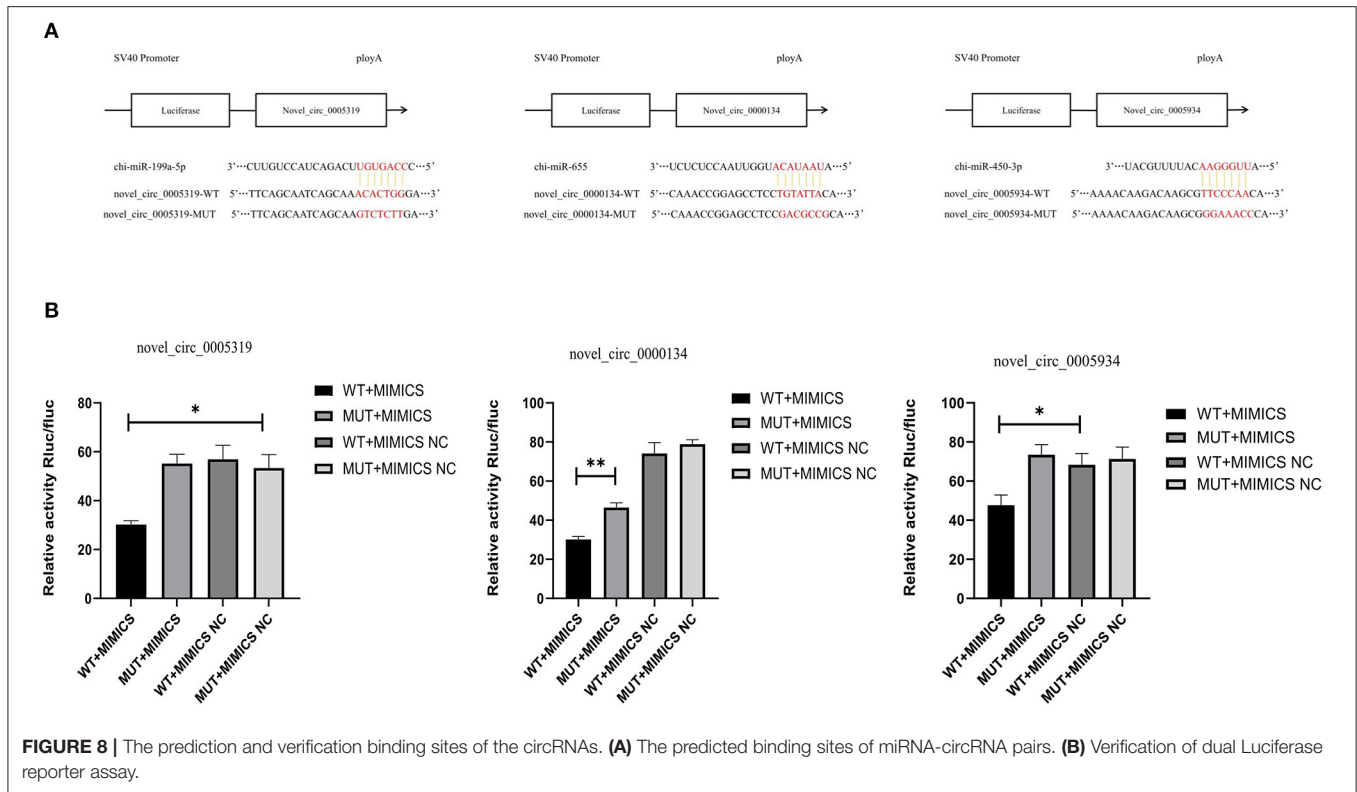 A
SV40 Promoter ployA
Luciferase Novel_circ_0005319
chi-miR-199a-5p 3’···CUUGUCCAUCAGACUUGUGACCC···5’
novel_circ_0005319-WT 5’···TTCAGCAATCAGCAAACACTGGGA···3’
novel_circ_0005319-MUT 5’···TTCAGCAATCAGCAAGTCTCTTGA···3’
SV40 Promoter ployA
Luciferase Novel_circ_0000134
chi-miR-655 3’···UCUCUCCAAUUGGUACAUAAUA···5’
novel_circ_0000134-WT 5’···CAAACCGGAGCCTCCTGTATTACA···3’
novel_circ_0000134-MUT 5’···CAAACCGGAGCCTCCGACGCCGCA···3’
SV40 Promoter ployA
Luciferase Novel_circ_0005934
chi-miR-450-3p 3’···UACGUUUUACAAGGGUUA···5’
novel_circ_0005934-WT 5’···AAAACAAGACAAGCGTTCCCAACA···3’
novel_circ_0005934-MUT 5’···AAAACAAGACAAGCGGGAAACCCA···3’
B
novel_circ_0005319
Relative activity Rluc/fluc
80
60
40
20
0
*
WT+MIMICS
MUT+MIMICS
WT+MIMICS NC
MUT+MIMICS NC
WT+MIMICS
MUT+MIMICS
WT+MIMICS NC
MUT+MIMICS NC
novel_circ_0000134
Relative activity Rluc/fluc
100
80
60
40
20
0
**
WT+MIMICS
MUT+MIMICS
WT+MIMICS NC
MUT+MIMICS NC
WT+MIMICS
MUT+MIMICS
WT+MIMICS NC
MUT+MIMICS NC
novel_circ_0005934
Relative activity Rluc/fluc
100
80
60
40
20
0
*
WT+MIMICS
MUT+MIMICS
WT+MIMICS NC
MUT+MIMICS NC
WT+MIMICS
MUT+MIMICS
WT+MIMICS NC
MUT+MIMICS NC
FIGURE 8 | The prediction and verification binding sites of the circRNAs. (A) The predicted binding sites of miRNA-circRNA pairs. (B) Verification of dual Luciferase
reporter assay.